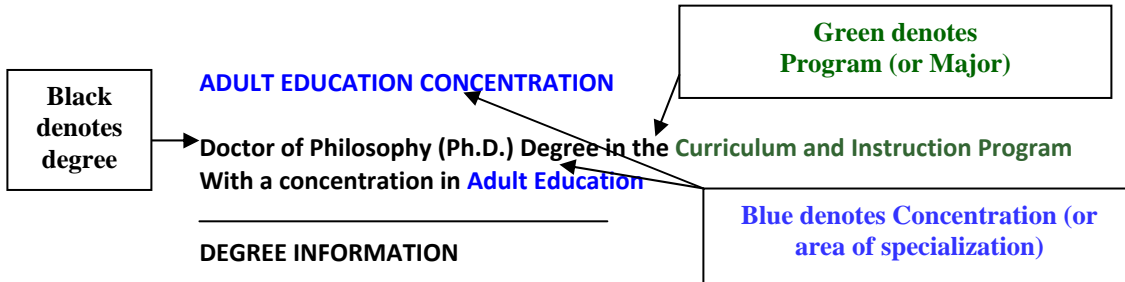 Green denotes
Program (or Major)
ADULT EDUCATION CONCENTRATION
Black
denotes
degree
Doctor of Philosophy (Ph.D.) Degree in the Curriculum and Instruction Program
With a concentration in Adult Education
Blue denotes Concentration (or
area of specialization)
DEGREE INFORMATION